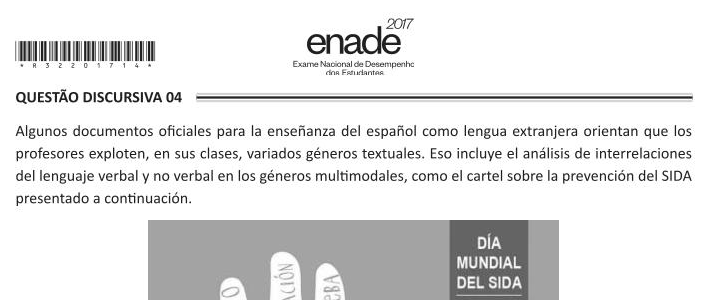 2017
enade
Exame Nacional de Desempenho
dos Estudantes
*R3220171 4*
QUESTÃO DISCURSIVA 04
Algunos documentos oficiales para la enseñanza del español como lengua extranjera orientan que los
profesores exploten, en sus clases, variados géneros textuales. Eso incluye el análisis de interrelaciones
del lenguaje verbal y no verbal en los géneros multimodales, como el cartel sobre la prevención del SIDA
presentado a continuación.
DÍA
MUNDIAL
DEL SIDA